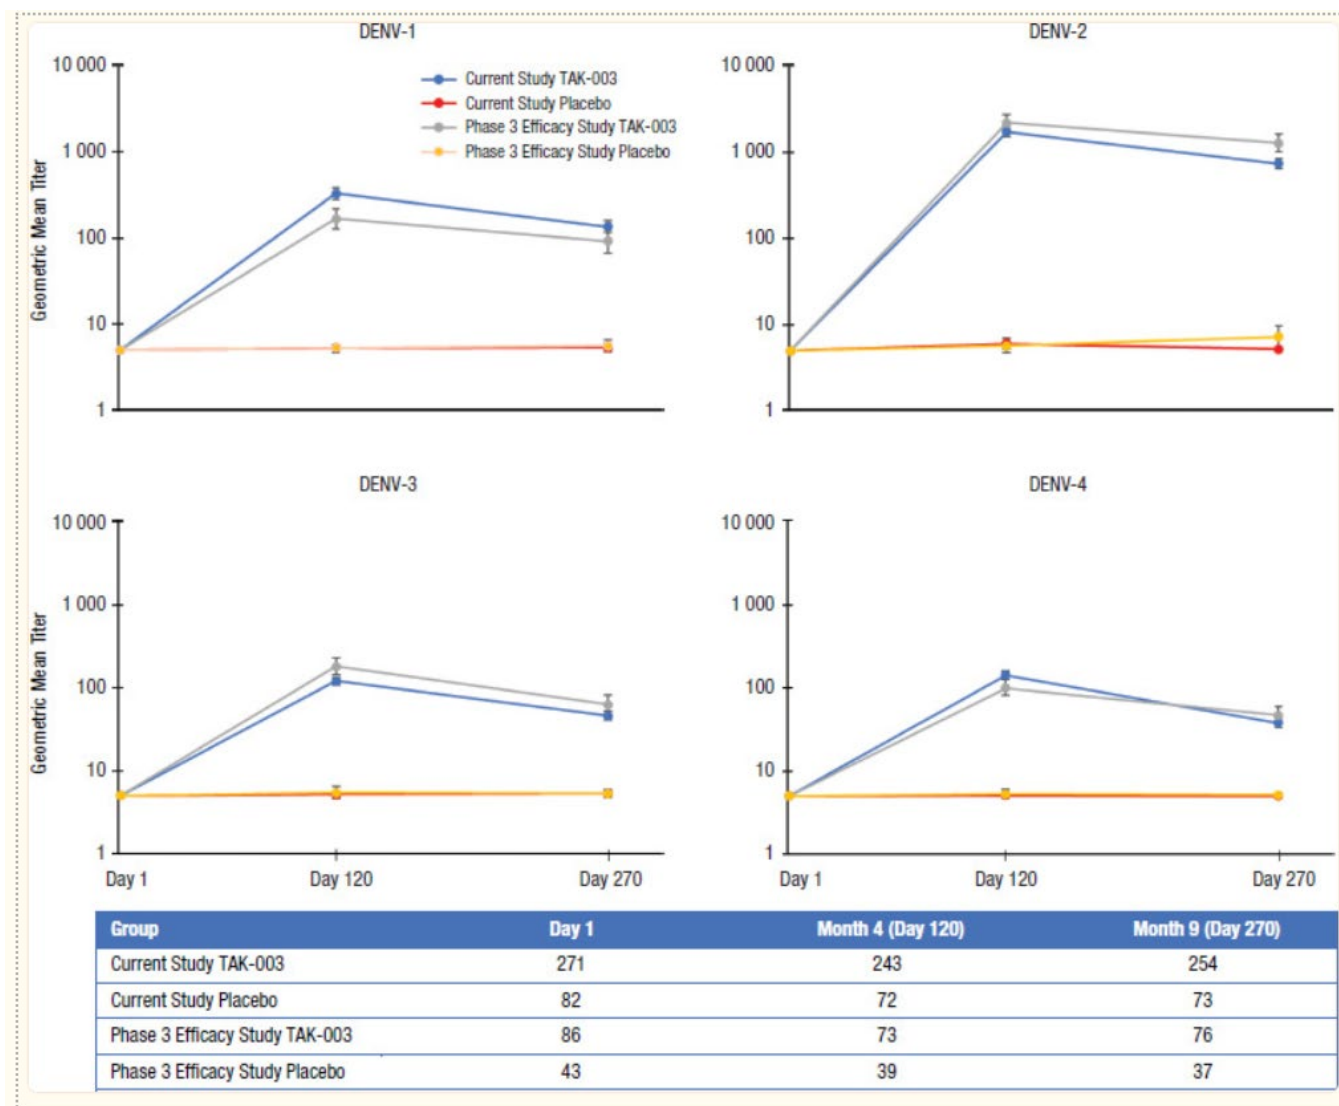 DENV-1
DENV-2
10 000
1 000
100
10
1
Geometric Mean Titer
Current Study TAK-003
Current Study Placebo
Phase 3 Efficacy Study TAK-003
Phase 3 Efficacy Study Placebo
10 000
1 000
100
10
1
DENV-3
DENV-4
10 000
1 000
100
10
1
Geometric Mean Titer
Day 1 Day 120 Day 270
10 000
1 000
100
10
1
Day 1 Day 120 Day 270
Group Day 1 Month 4 (Day 120) Month 9 (Day 270)
Current Study TAK-003 271 243 254
Current Study Placebo 82 72 73
Phase 3 Efficacy Study TAK-003 86 73 76
Phase 3 Efficacy Study Placebo 43 39 37